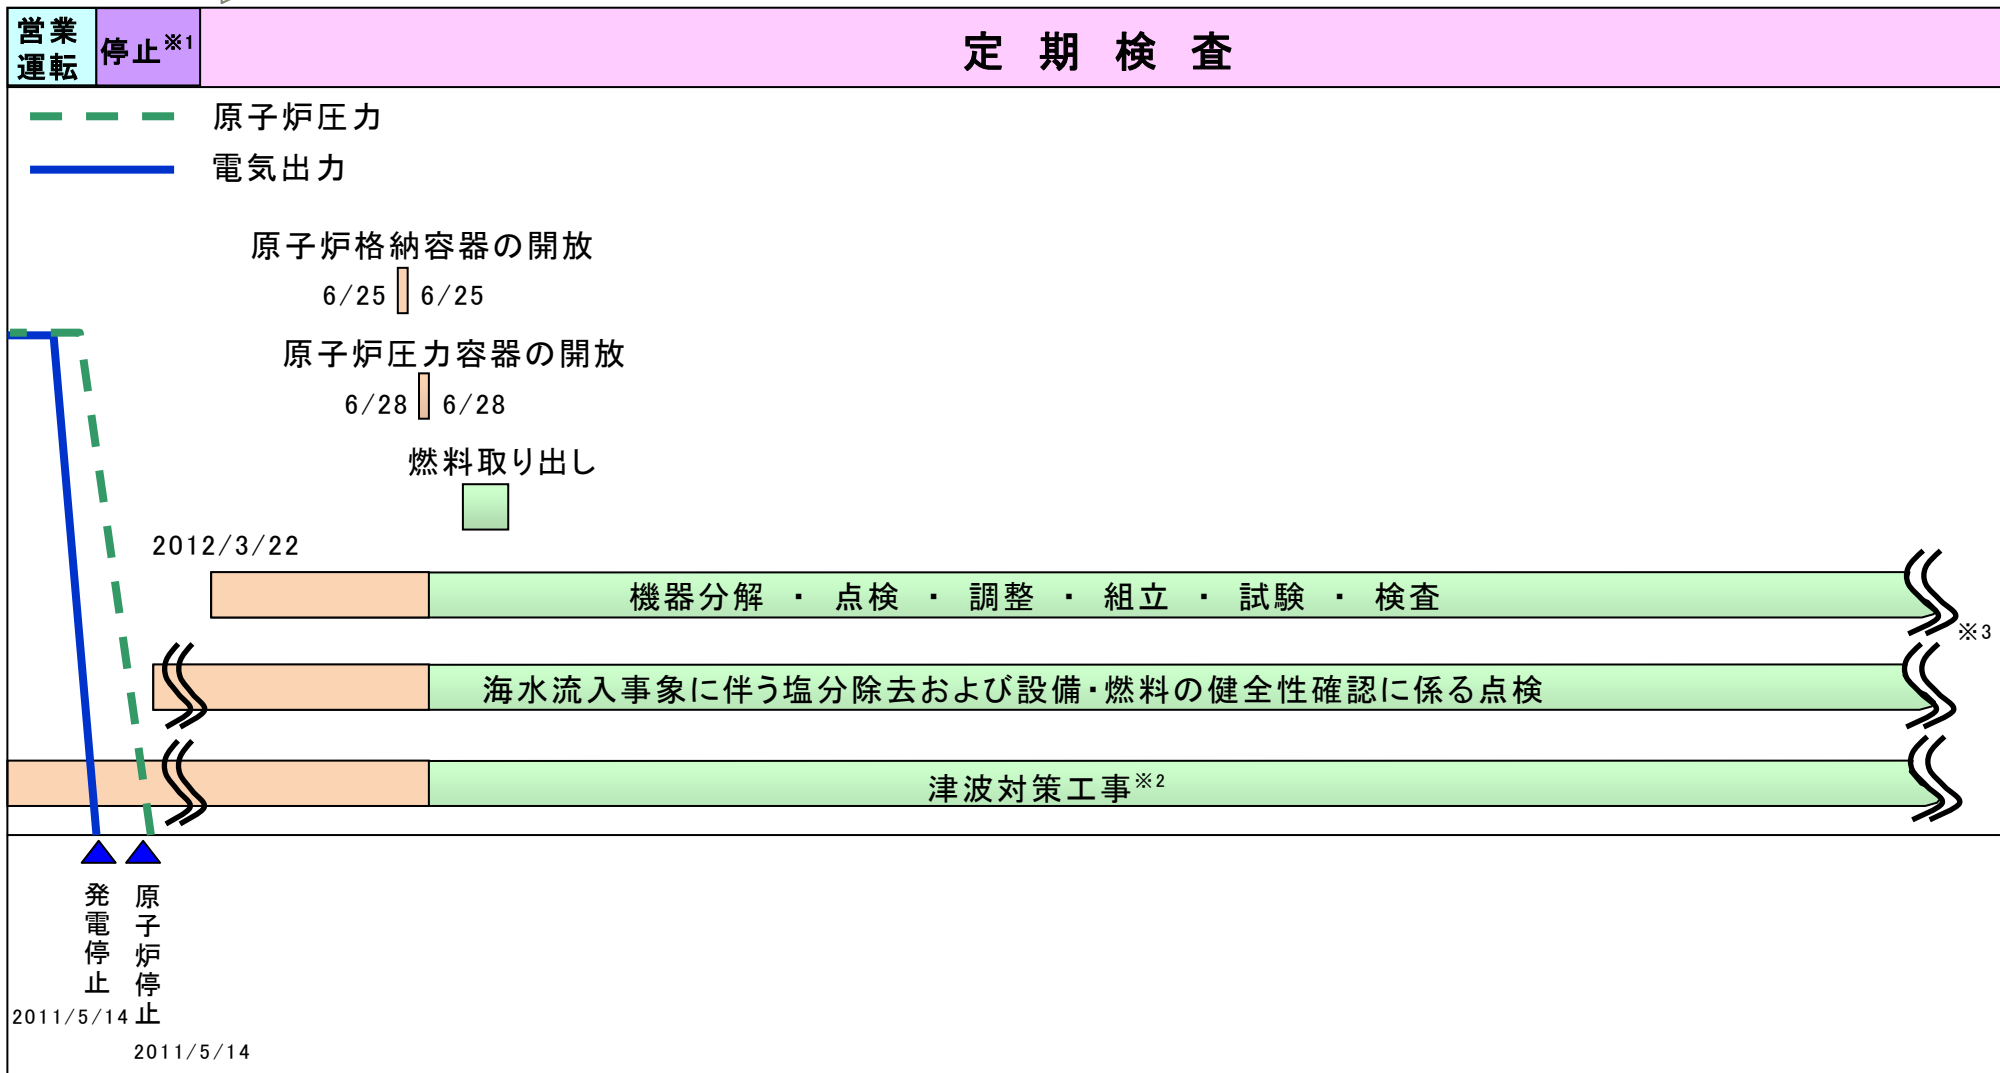 営業
運転
停止※1
定期検査
原子炉圧力
電気出力
原子炉格納容器の開放
6/25 6/25
原子炉圧力容器の開放
6/28 6/28
燃料取り出し
2012/3/22
機器分解 ・ 点検 ・ 調整 ・ 組立 ・ 試験 ・ 検査
※3
海水流入事象に伴う塩分除去および設備・燃料の健全性確認に係る点検
津波対策工事※2
発電停止
2011/5/14
原子炉停止
2011/5/14